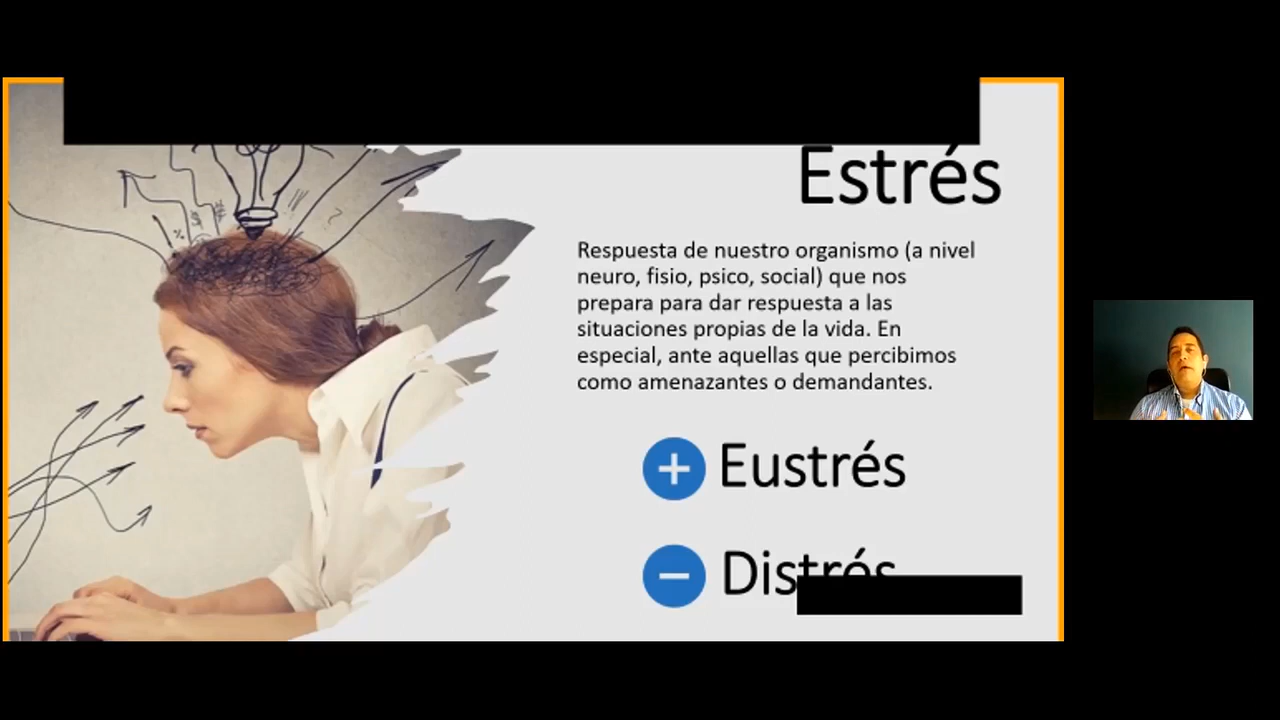 Estrés
Respuesta de nuestro organismo (a nivel
neuro, fisio, psico, social) que nos
prepara para dar respuesta a las
situaciones propias de la vida. En
especial, ante aquellas que percibimos
como amenazantes o demandantes.
Eustrés
Distrés